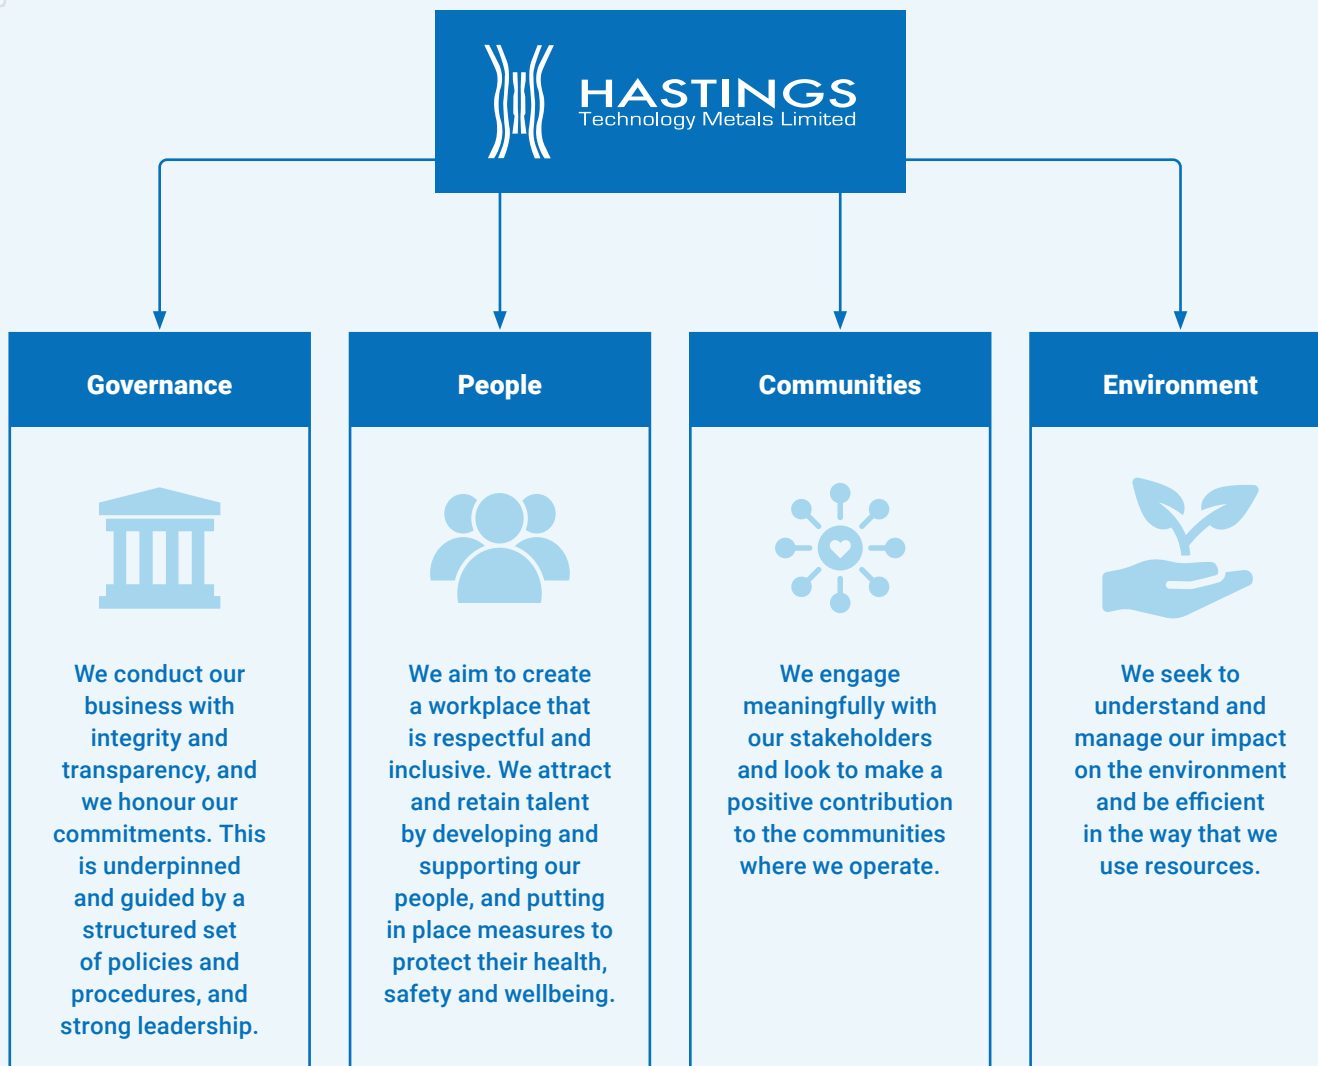 HASTINGS
Technology Metals Limited
Governance
We conduct our
business with
integrity and
transparency, and
we honour our
commitments. This
is underpinned
and guided by a
structured set
of policies and
procedures, and
strong leadership.
People
We aim to create
a workplace that
is respectful and
inclusive. We attract
and retain talent
by developing and
supporting our
people, and putting
in place measures to
protect their health,
safety and wellbeing.
Communities
We engage
meaningfully with
our stakeholders
and look to make a
positive contribution
to the communities
where we operate.
Environment
We seek to
understand and
manage our impact
on the environment
and be efficient
in the way that we
use resources.